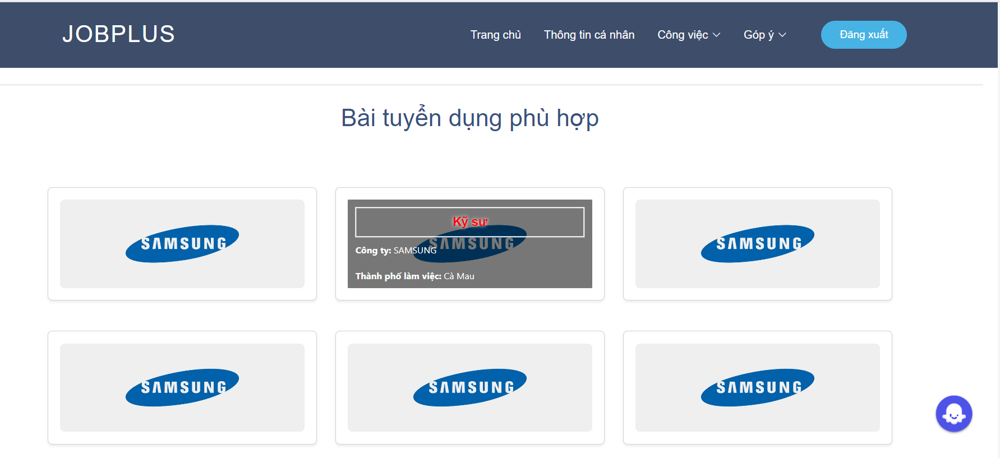 JOBPLUS
Trang chủ
Thông tin cá nhân
Công việc
Góp ý
Đăng xuất
Bài tuyển dụng phù hợp
SAMSUNG
Kỹ sư
SAMSUNG
Công ty: SAMSUNG
Thành phố làm việc: Cà Mau
SAMSUNG
SAMSUNG
SAMSUNG
SAMSUNG